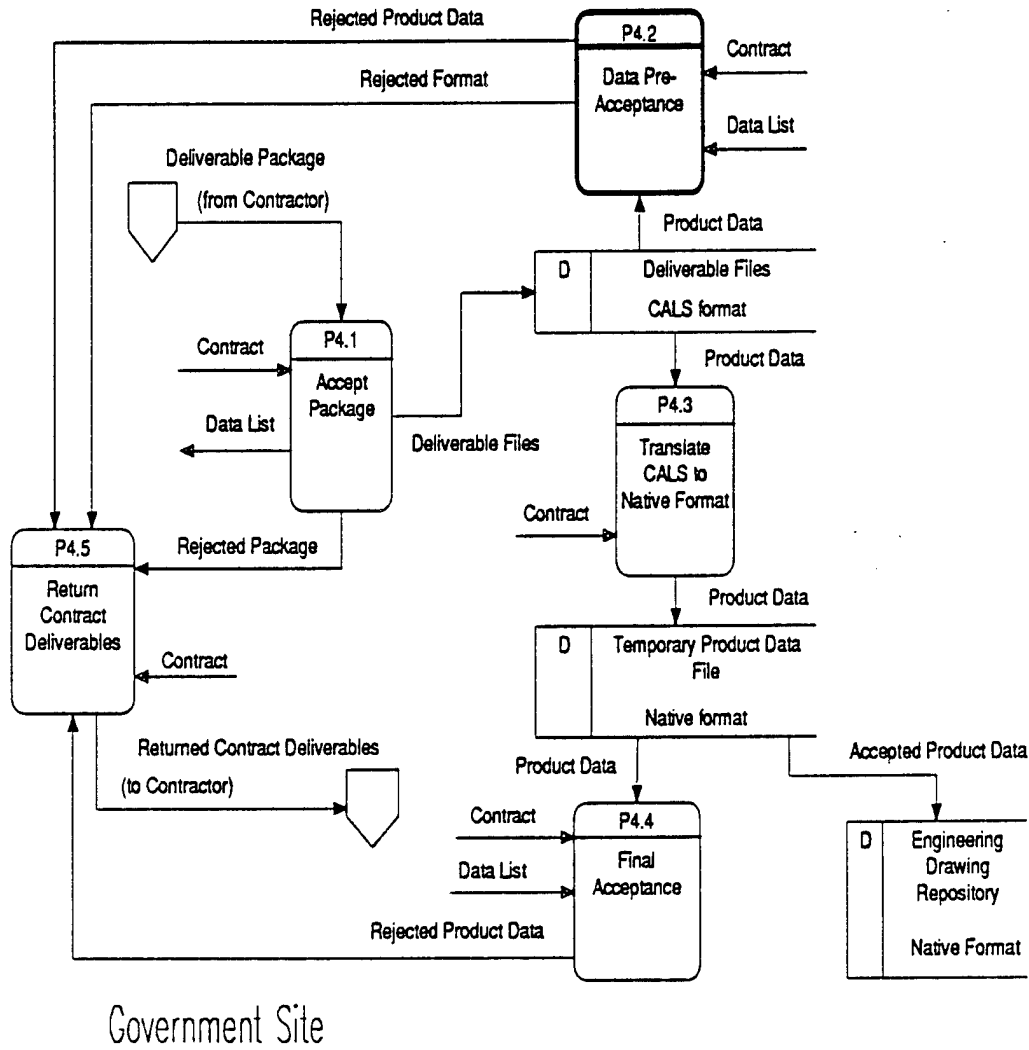 Rejected Product Data
P4.2
Contract
Rejected Format
Data Pre-
Acceptance
Data List
Deliverable Package
(from Contractor)
Product Data
D
Deliverable Files
CALS format
P4.1
Contract
Accept
Package
Product Data
P4.3
Data List
Deliverable Files
Translate
CALS to
Native Format
Contract
Rejected Package
P4.5
Return
Contract
Deliverables
Product Data
D
Temporary Product Data
File
Native format
Contract
Returned Contract Deliverables
(to Contractor)
Product Data
Accepted Product Data
Contract
P4.4
Final
Acceptance
Data List
D
Engineering
Drawing
Repository
Native Format
Rejected Product Data
Government Site